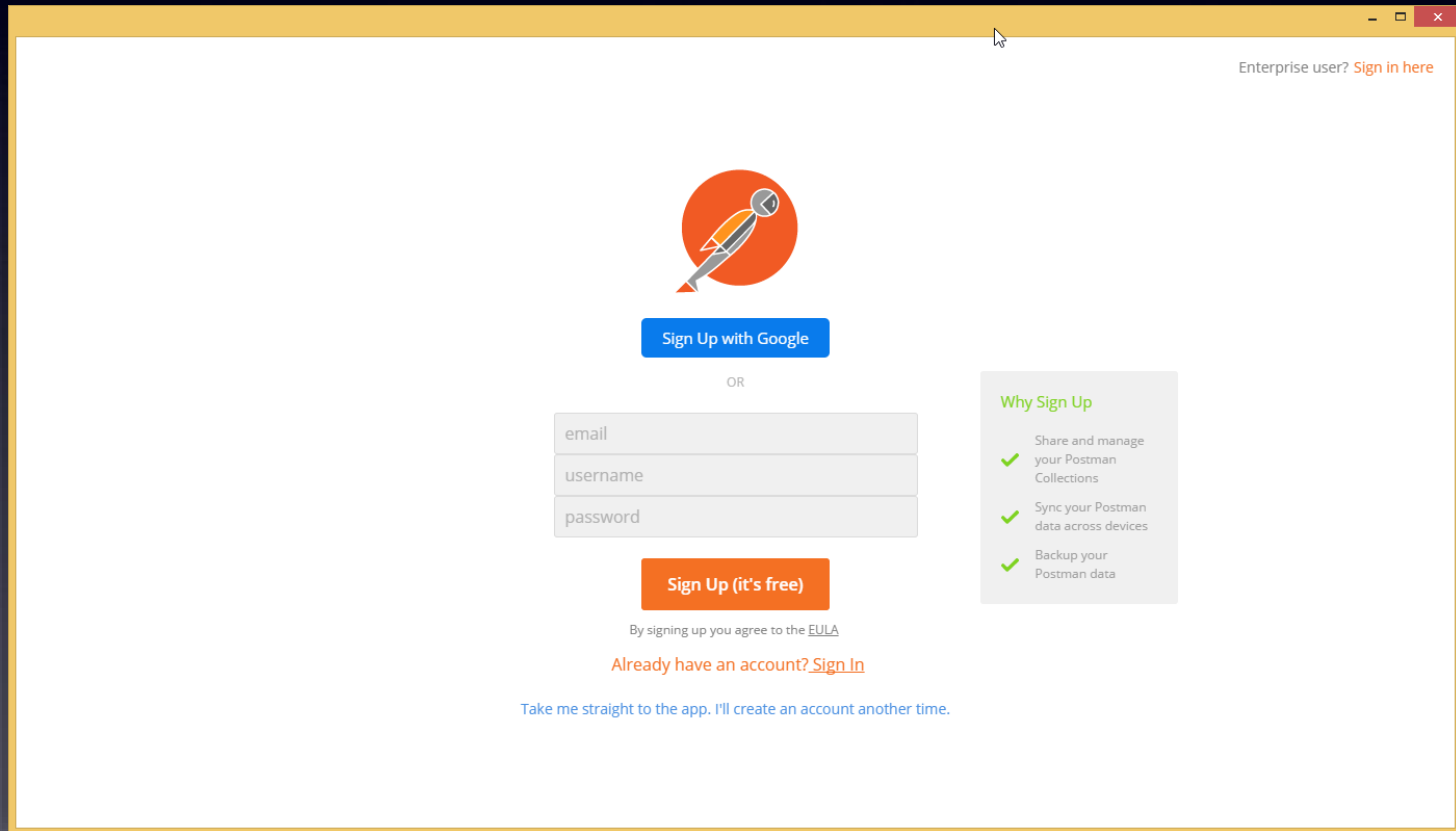 Enterprise user? Sign in here
Sign Up with Google
OR
email
username
password
Sign Up (it's free)
By signing up you agree to the EULA
Already have an account? Sign In
Take me straight to the app. I'll create an account another time.
Why Sign Up
Share and manage
your Postman
Collections
Sync your Postman
data across devices
Backup your
Postman data